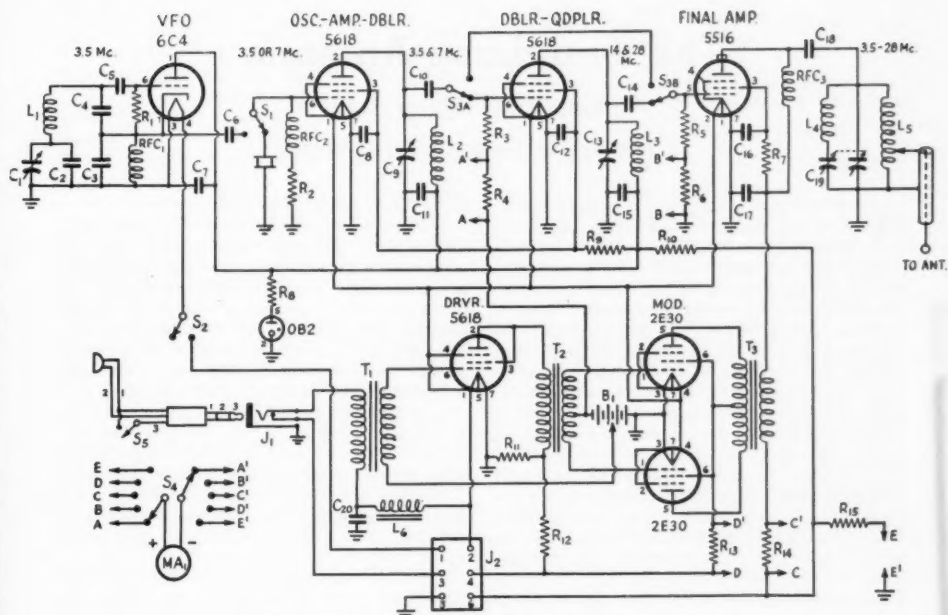 VFO
6C4
OSC.-AMP.-DBLR.
5618
DBLR.-QDPLR.
5618
FINAL AMP.
5516
3.5 Mc.
3.5 OR 7 Mc.
3.5 & 7 Mc.
14 & 28 Mc.
3.5-28 Mc.
L1
C1
C2
C3
C4
C5
R1
RFC1
C6
C7
S1
RFC2
R2
C8
C9
C10
C11
L2
S3A
R3
A'
R4
A
C12
C13
C14
C15
L3
S3B
R5
B'
R6
B
C16
C17
R7
RFC3
C18
L4
C19
L5
TO ANT.
R9
R10
R8
OB2
S2
DRVR.
5618
MOD.
2E30
T1
T2
B1
T3
R11
2E30
S5
J1
E
D
C
B
A
S4
A'
B'
C'
D'
E'
+
-
MA1
C20
L6
R12
J2
1
2
3
4
D'
R13
D
C'
R14
C
R15
E
E'